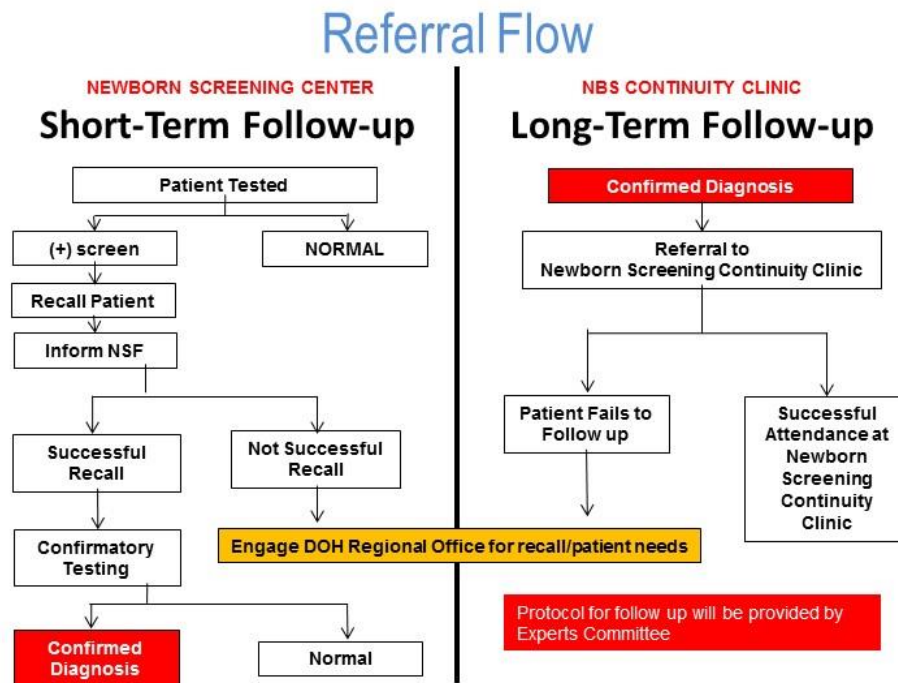 Referral Flow
NEWBORN SCREENING CENTER
Short-Term Follow-up
Patient Tested
(+) screen
NORMAL
Recall Patient
Inform NSF
Successful
Recall
Not Successful
Recall
Confirmatory
Testing
Confirmed
Diagnosis
Normal
NBS CONTINUITY CLINIC
Long-Term Follow-up
Confirmed Diagnosis
Referral to
Newborn Screening Continuity Clinic
Patient Fails to
Follow up
Successful
Attendance at
Newborn
Screening
Continuity
Clinic
Engage DOH Regional Office for recall/patient needs
Protocol for follow up will be provided by
Experts Committee